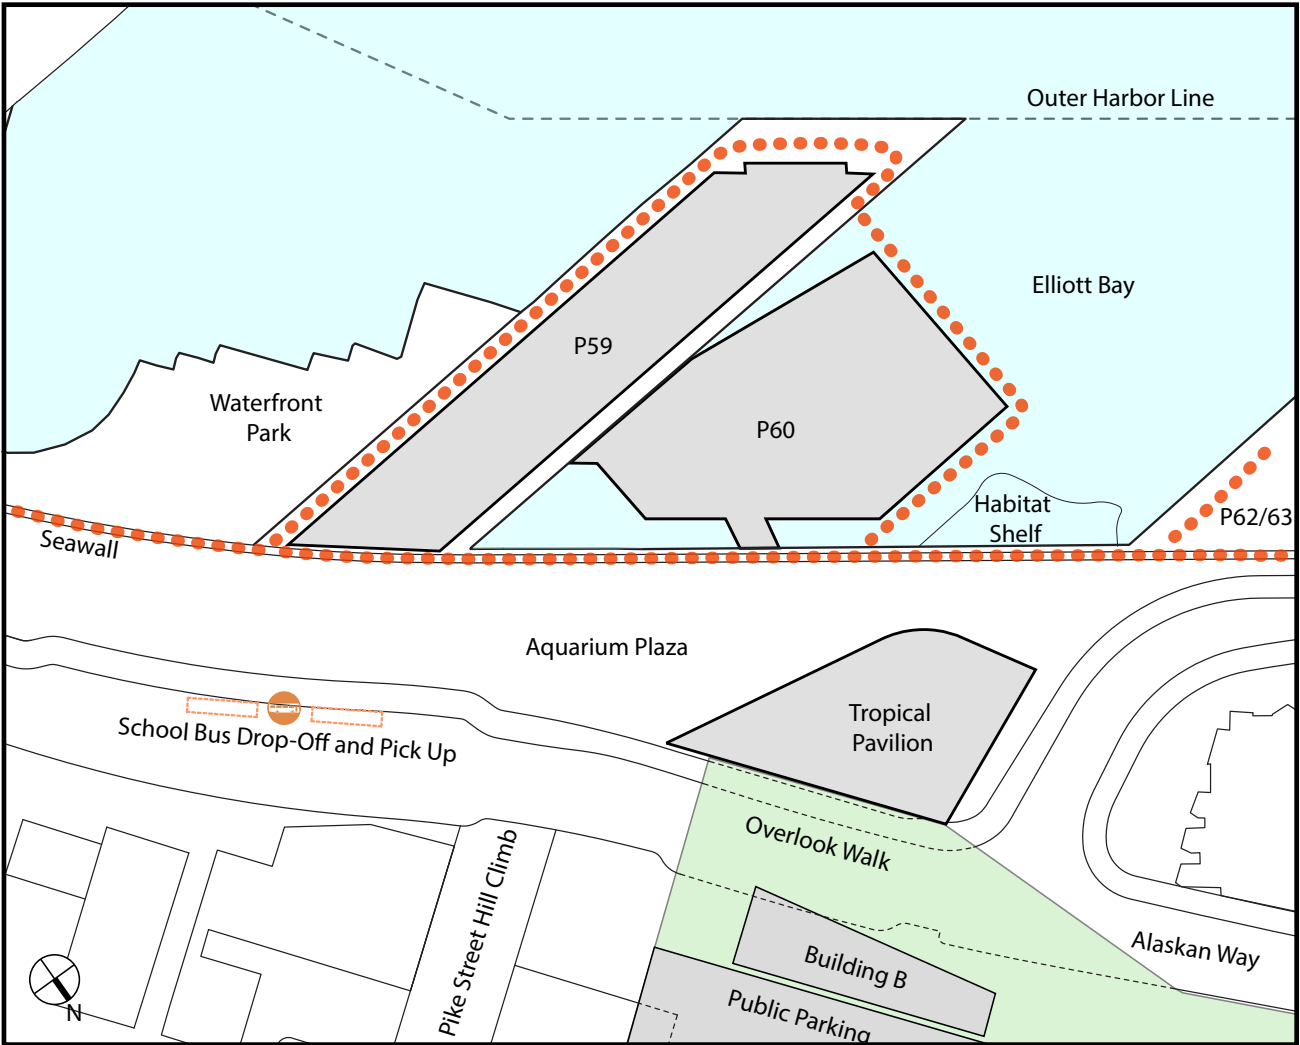 Outer Harbor Line
Elliott Bay
P59
Waterfront
Park
P60
Habitat
Shelf
P62/63
Seawall
Aquarium Plaza
Tropical
Pavilion
School Bus Drop-Off and Pick Up
Overlook Walk
Pike Street Hill Climb
Alaskan Way
Building B
Public Parking
N